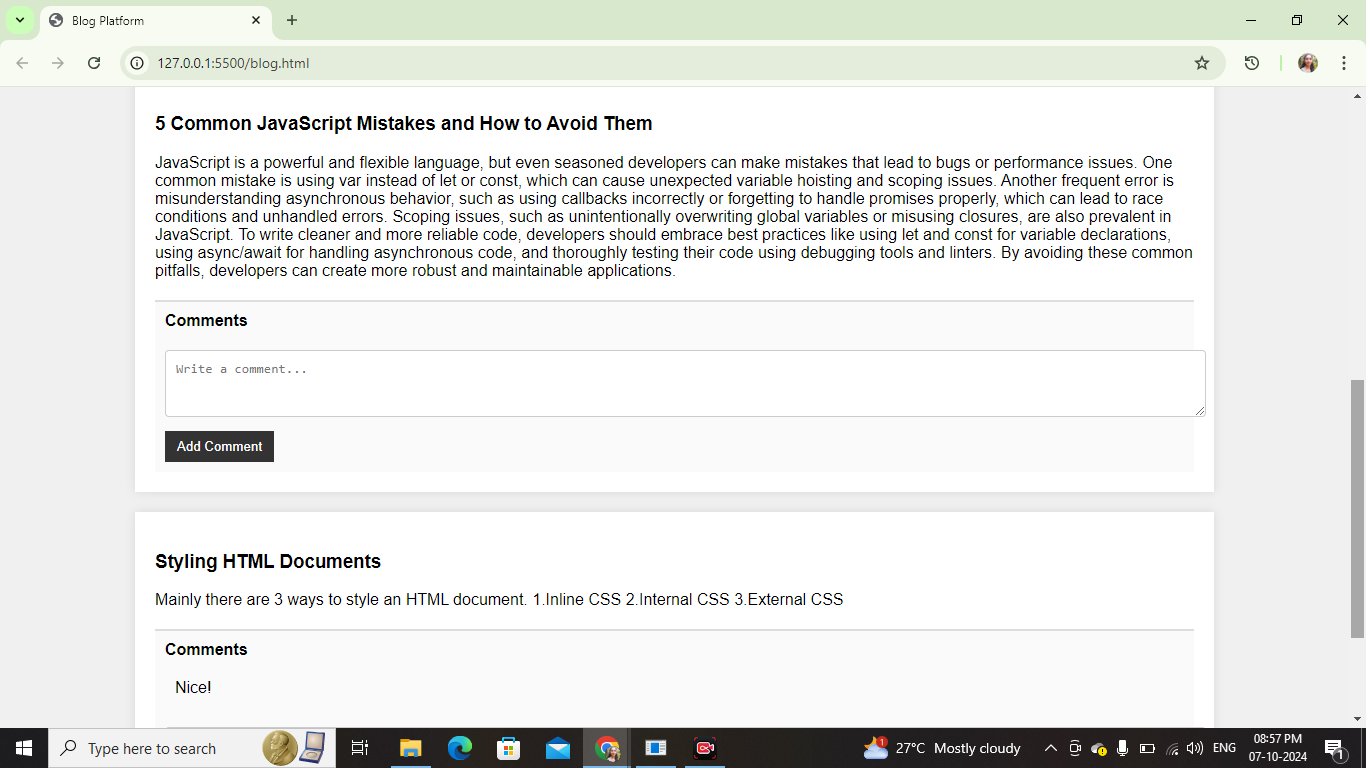 Blog Platform
127.0.0.1:5500/blog.html
5 Common JavaScript Mistakes and How to Avoid Them
JavaScript is a powerful and flexible language, but even seasoned developers can make mistakes that lead to bugs or performance issues. One
common mistake is using var instead of let or const, which can cause unexpected variable hoisting and scoping issues. Another frequent error is
misunderstanding asynchronous behavior, such as using callbacks incorrectly or forgetting to handle promises properly, which can lead to race
conditions and unhandled errors. Scoping issues, such as unintentionally overwriting global variables or misusing closures, are also prevalent in
JavaScript. To write cleaner and more reliable code, developers should embrace best practices like using let and const for variable declarations,
using async/await for handling asynchronous code, and thoroughly testing their code using debugging tools and linters. By avoiding these common
pitfalls, developers can create more robust and maintainable applications.
Comments
Write a comment...
Add Comment
Styling HTML Documents
Mainly there are 3 ways to style an HTML document. 1.Inline CSS 2.Internal CSS 3.External CSS
Comments
Nice!
Type here to search
1
27°C Mostly cloudy
ENG
08:57 PM
07-10-2024
1